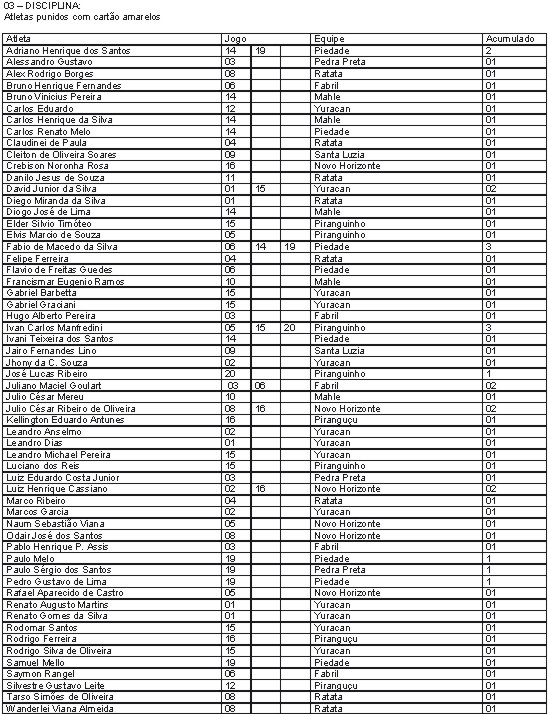 03 – DISCIPLINA:
Atletas punidos com cartão amarelos
Atleta Jogo Equipe Acumulado
Adriano Henrique dos Santos 14 19 Piedade 2
Alessandro Gustavo 03 Pedra Preta 01
Alex Rodrigo Borges 08 Ratata 01
Bruno Henrique Fernandes 06 Fabril 01
Bruno Vinicius Pereira 14 Mahle 01
Carlos Eduardo 12 Yuracan 01
Carlos Henrique da Silva 14 Mahle 01
Carlos Renato Melo 14 Piedade 01
Claudinei de Paula 04 Ratata 01
Cleiton de Oliveira Soares 09 Santa Luzia 01
Crebison Noronha Rosa 16 Novo Horizonte 01
Danilo Jesus de Souza 11 Ratata 01
David Junior da Silva 01 15 Yuracan 02
Diego Miranda da Silva 01 Ratata 01
Diogo José de Lima 14 Mahle 01
Elder Silvio Timóteo 15 Piranguinho 01
Elvis Marcio de Souza 05 Piranguinho 01
Fabio de Macedo da Silva 06 14 19 Piedade 3
Felipe Ferreira 04 Ratata 01
Flavio de Freitas Guedes 06 Piedade 01
Francismar Eugenio Ramos 10 Mahle 01
Gabriel Barbetta 15 Yuracan 01
Gabriel Graciani 15 Yuracan 01
Hugo Alberto Pereira 03 Fabril 01
Ivan Carlos Manfredini 05 15 20 Piranguinho 3
Ivani Teixeira dos Santos 14 Piedade 01
Jairo Fernandes Lino 09 Santa Luzia 01
Jhony da C. Souza 02 Yuracan 01
José Lucas Ribeiro 20 Piranguinho 1
Juliano Maciel Goulart 03 06 Fabril 02
Julio César Mereu 10 Mahle 01
Julio César Ribeiro de Oliveira 08 16 Novo Horizonte 02
Kellington Eduardo Antunes 16 Piranguçu 01
Leandro Anselmo 02 Yuracan 01
Leandro Dias 01 Yuracan 01
Leandro Michael Pereira 15 Yuracan 01
Luciano dos Reis 15 Piranguinho 01
Luiz Eduardo Costa Junior 03 Pedra Preta 01
Luiz Henrique Cassiano 02 16 Novo Horizonte 02
Marco Ribeiro 04 Ratata 01
Marcos Garcia 02 Yuracan 01
Naum Sebastião Viana 05 Novo Horizonte 01
Odair José dos Santos 08 Novo Horizonte 01
Pablo Henrique P. Assis 03 Fabril 01
Paulo Melo 19 Piedade 1
Paulo Sérgio dos Santos 19 Pedra Preta 1
Pedro Gustavo de Lima 19 Piedade 1
Rafael Aparecido de Castro 05 Novo Horizonte 01
Renato Augusto Martins 01 Yuracan 01
Renato Gomes da Silva 01 Yuracan 01
Rodomar Santos 15 Yuracan 01
Rodrigo Ferreira 16 Piranguçu 01
Rodrigo Silva de Oliveira 15 Yuracan 01
Samuel Mello 19 Piedade 01
Saymon Rangel 06 Fabril 01
Silvestre Gustavo Leite 12 Piranguçu 01
Tarso Simões de Oliveira 08 Ratata 01
Wanderlei Viana Almeida 08 Ratata 01